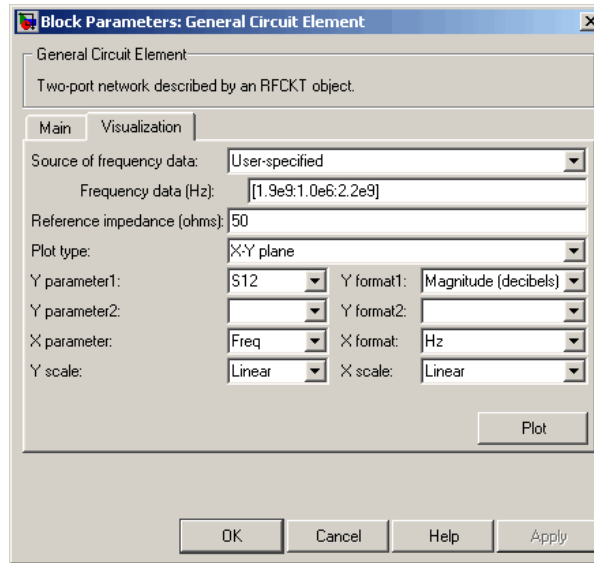 Block Parameters: General Circuit Element
General Circuit Element
Two-port network described by an RFCKT object.
Main Visualization
Source of frequency data: User-specified
Frequency data (Hz): [1.9e9:1.0e6:2.2e9]
Reference impedance (ohms): 50
Plot type: X-Y plane
Y parameter1: S12 Y format1: Magnitude (decibels)
Y parameter2: Y format2:
X parameter: Freq X format: Hz
Y scale: Linear X scale: Linear
Plot
OK Cancel Help Apply